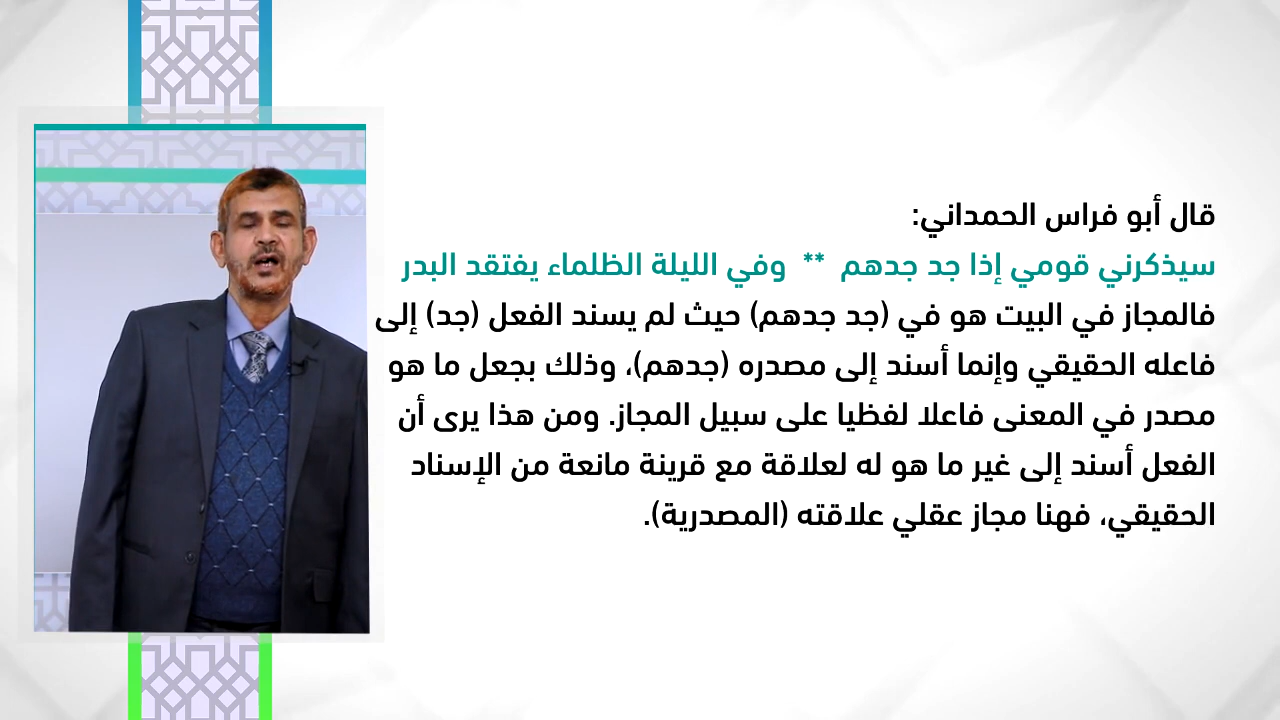 قال أبو فراس الحمداني:
سيذكرني قومي إذا جد جدهم ** وفي الليلة الظلماء يفتقد البدر
فالمجاز في البيت هو في (جد جدهم) حيث لم يسند الفعل (جد) إلى
فاعله الحقيقي وإنما أسند إلى مصدره (جدهم)، وذلك بجعل ما هو
مصدر في المعنى فاعلا لفظيا على سبيل المجاز. ومن هذا يرى أن
الفعل أسند إلى غير ما هو له لعلاقة مع قرينة مانعة من الإسناد
الحقيقي، فهنا مجاز عقلي علاقته (المصدرية).